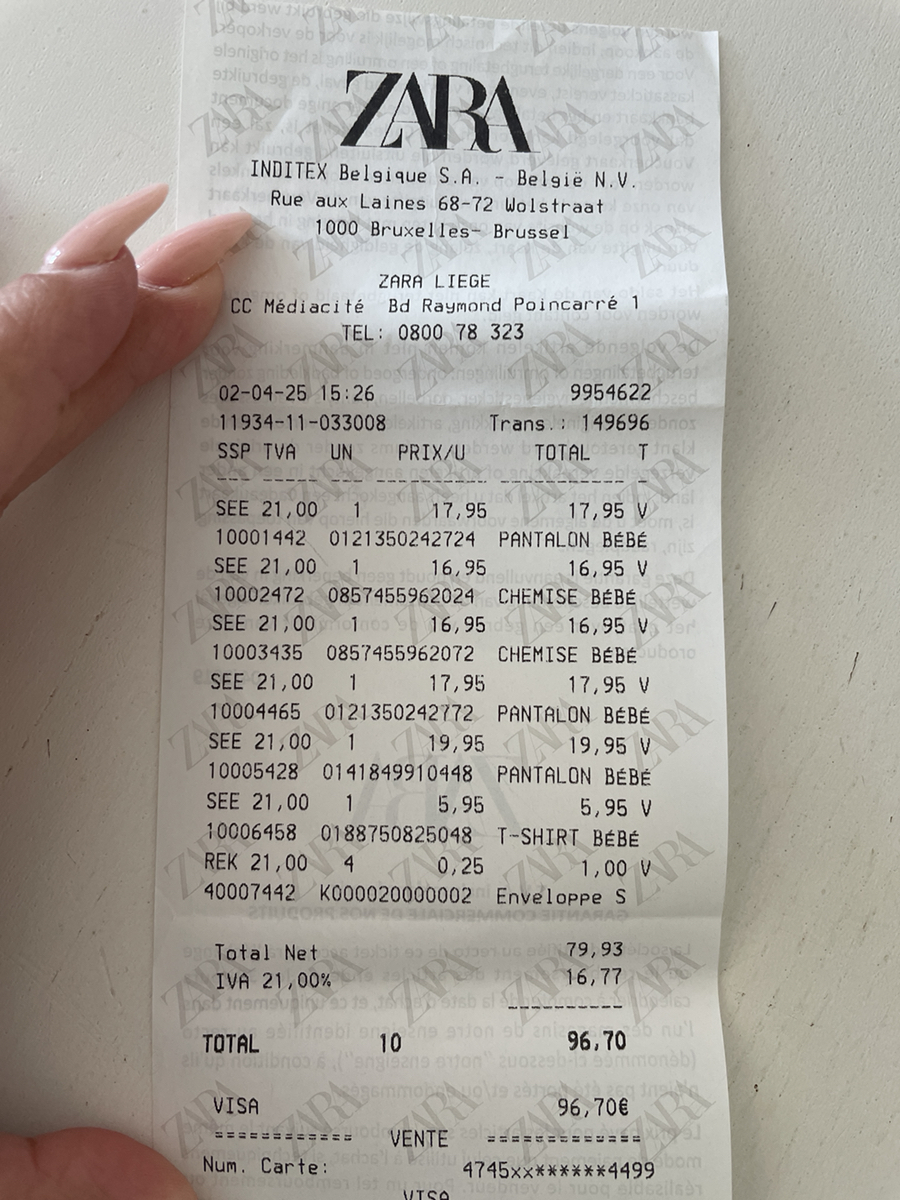 ZARA
INDITEX Belgique S.A. - België N.V.
Rue aux Laines 68-72 Wolstraat
1000 Bruxelles- Brussel
ZARA LIEGE
CC Médiacité Bd Raymond Poincarré 1
TEL: 0800 78 323
02-04-25 15:26 9954622
11934-11-033008 Trans.: 149696
SSP TVA UN PRIX/U TOTAL T
SEE 21,00 1 17,95 17,95 V
10001442 0121350242724 PANTALON BÉBÉ
SEE 21,00 1 16,95 16,95 V
10002472 0857455962024 CHEMISE BÉBÉ
SEE 21,00 1 16,95 16,95 V
10003435 0857455962072 CHEMISE BÉBÉ
SEE 21,00 1 17,95 17,95 V
10004465 0121350242772 PANTALON BÉBÉ
SEE 21,00 1 19,95 19,95 V
10005428 0141849910448 PANTALON BÉBÉ
SEE 21,00 1 5,95 5,95 V
10006458 0188750825048 T-SHIRT BÉBÉ
REK 21,00 4 0,25 1,00 V
40007442 K000020000002 Enveloppe S
Total Net 79,93
IVA 21,00% 16,77
TOTAL 10 96,70
VISA 96,70€
============ VENTE =============
Num. Carte: 4745xx******4499
VISA